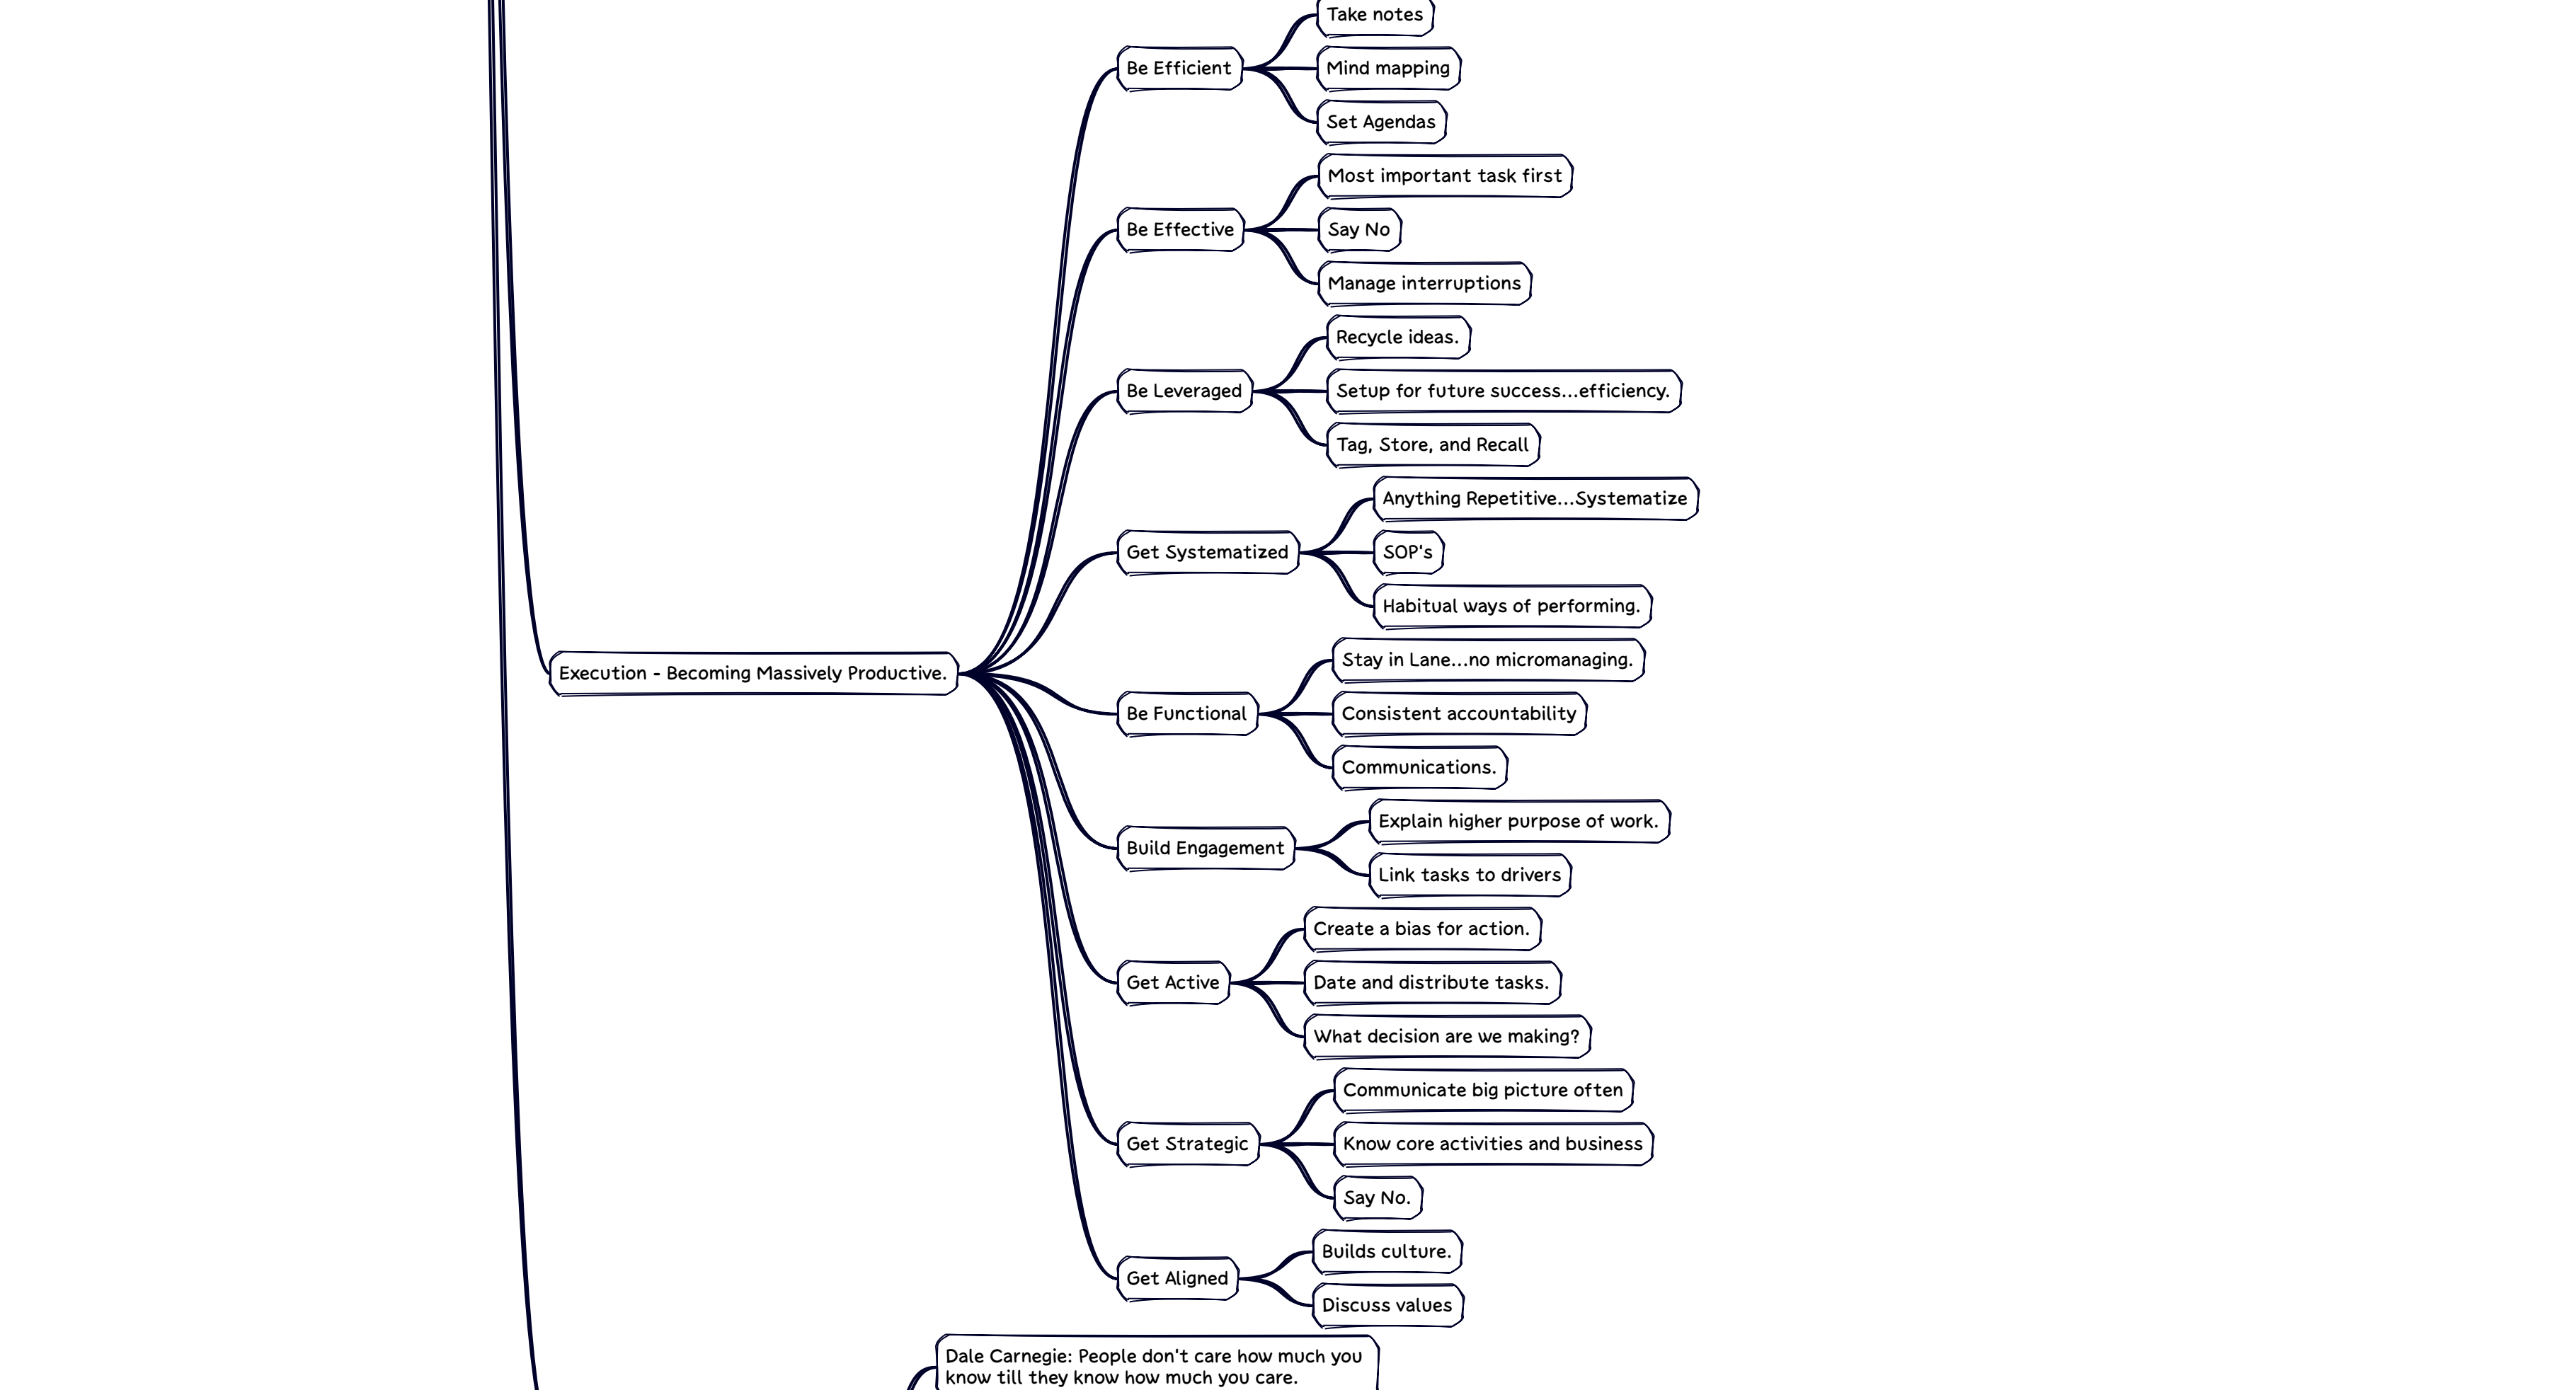 Take notes
Be Efficient
Mind mapping
Set Agendas
Most important task first
Be Effective
Say No
Manage interruptions
Recycle ideas.
Be Leveraged
Setup for future success...efficiency.
Tag, Store, and Recall
Anything Repetitive...Systematize
Get Systematized
SOP's
Habitual ways of performing.
Stay in Lane...no micromanaging.
Execution - Becoming Massively Productive.
Be Functional
Consistent accountability
Communications.
Explain higher purpose of work.
Build Engagement
Link tasks to drivers
Create a bias for action.
Get Active
Date and distribute tasks.
What decision are we making?
Communicate big picture often
Get Strategic
Know core activities and business
Say No.
Builds culture.
Get Aligned
Discuss values
Dale Carnegie: People don't care how much you
know till they know how much you care.